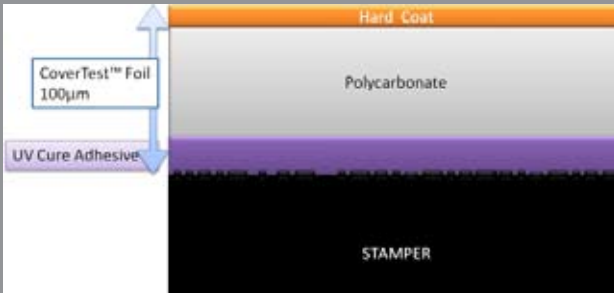 Hard Coat
CoverTest™ Foil
100µm
Polycarbonate
UV Cure Adhesive
STAMPER